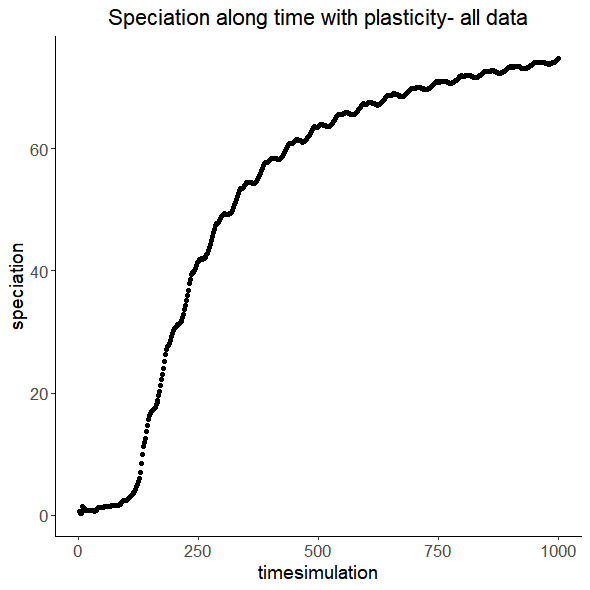 Speciation along time with plasticity- all data
speciation
60
40
20
0
0 250 500 750 1000
timesimulation